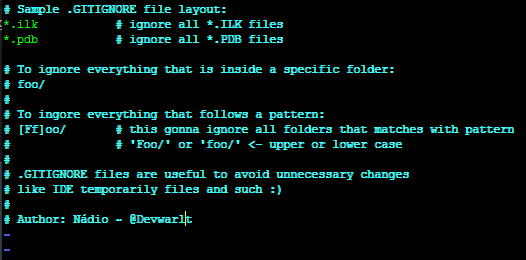 # Sample .GITIGNORE file layout:
*.ilk # ignore all *.ILK files
*.pdb # ignore all *.PDB files
# To ignore everything that is inside a specific folder:
# foo/
#
# To ingore everything that follows a pattern:
# [Ff]oo/ # this gonna ignore all folders that matches with pattern
# # 'Foo/' or 'foo/' <- upper or lower case
#
# .GITIGNORE files are useful to avoid unnecessary changes
# like IDE temporarily files and such :)
#
# Author: Nádio ~ @Devwarlt
~
~